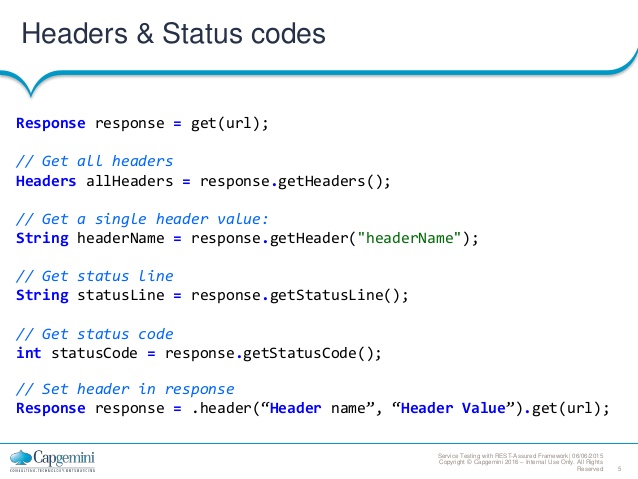 Headers & Status codes
Response response = get(url);
// Get all headers
Headers allHeaders = response.getHeaders();
// Get a single header value:
String headerName = response.getHeader("headerName");
// Get status line
String statusLine = response.getStatusLine();
// Get status code
int statusCode = response.getStatusCode();
// Set header in response
Response response = .header(“Header name”, “Header Value”).get(url);
Capgemini
CONSULTING.TECHNOLOGY.OUTSOURCING
Service Testing with REST-Assured Framework| 06/06/2015
Copyright © Capgemini 2016 – Internal Use Only. All Rights
Reserved
5